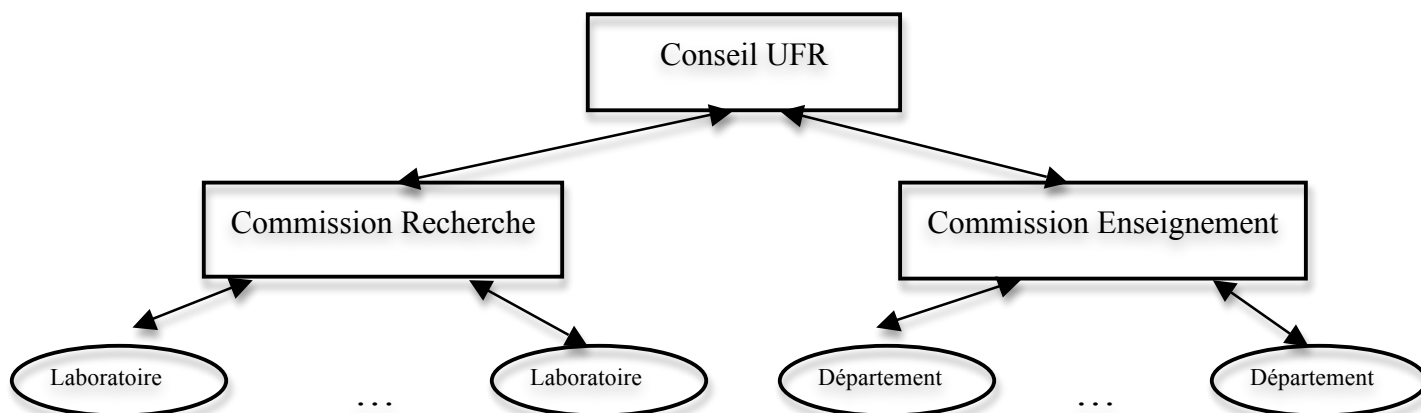 Conseil UFR
Commission Recherche
Commission Enseignement
Laboratoire
Laboratoire
Département
Département
...
...